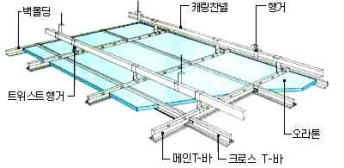 벽몰딩
캐링찬넬
행거
트위스트행거
오라톤
메인T-바
크로스 T-바